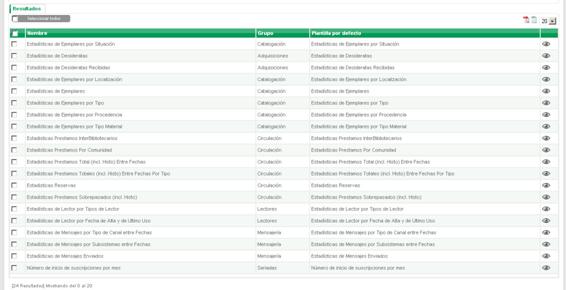 Resultados
Seleccionar todos
20
Nombre Grupo Plantilla por defecto
Estadísticas de Ejemplares por Situación Catalogación Estadísticas de Ejemplares por Situación
Estadísticas de Desideratas Adquisiciones Estadísticas de Desideratas
Estadísticas de Desideratas Recibidas Adquisiciones Estadísticas de Desideratas Recibidas
Estadísticas de Ejemplares por Localización Catalogación Estadísticas de Ejemplares por Localización
Estadísticas de Ejemplares Catalogación Estadísticas de Ejemplares
Estadísticas de Ejemplares por Tipo Catalogación Estadísticas de Ejemplares por Tipo
Estadísticas de Ejemplares por Procedencia Catalogación Estadísticas de Ejemplares por Procedencia
Estadísticas de Ejemplares por Tipo Material Catalogación Estadísticas de Ejemplares por Tipo Material
Estadísticas Prestamos InterBibliotecarios Circulación Estadísticas Prestamos InterBibliotecarios
Estadísticas Prestamos Por Comunidad Circulación Estadísticas Prestamos Por Comunidad
Estadísticas Prestamos Total (incl. Histo) Entre Fechas Circulación Estadísticas Prestamos Total (incl. Histo) Entre Fechas
Estadísticas Prestamos Totales (incl. Histo) Entre Fechas Por Tipo Circulación Estadísticas Prestamos Totales (incl. Histo) Entre Fechas Por Tipo
Estadísticas Reservas Circulación Estadísticas Reservas
Estadísticas Prestamos Sobrepasados (incl. Histo) Circulación Estadísticas Prestamos Sobrepasados (incl. Histo)
Estadísticas de Lector por Tipos de Lector Lectores Estadísticas de Lector por Tipos de Lector
Estadísticas de Lector por Fecha de Alta y de Ultimo Uso Lectores Estadísticas de Lector por Fecha de Alta y de Ultimo Uso
Estadísticas de Mensajes por Tipo de Canal entre Fechas Mensajería Estadísticas de Mensajes por Tipo de Canal entre Fechas
Estadísticas de Mensajes por Subsistemas entre Fechas Mensajería Estadísticas de Mensajes por Subsistemas entre Fechas
Estadísticas de Mensajes Enviados Mensajería Estadísticas de Mensajes Enviados
Número de inicio de suscripciones por mes Seriadas Número de inicio de suscripciones por mes
[24 Resultados] Mostrando del 0 al 20